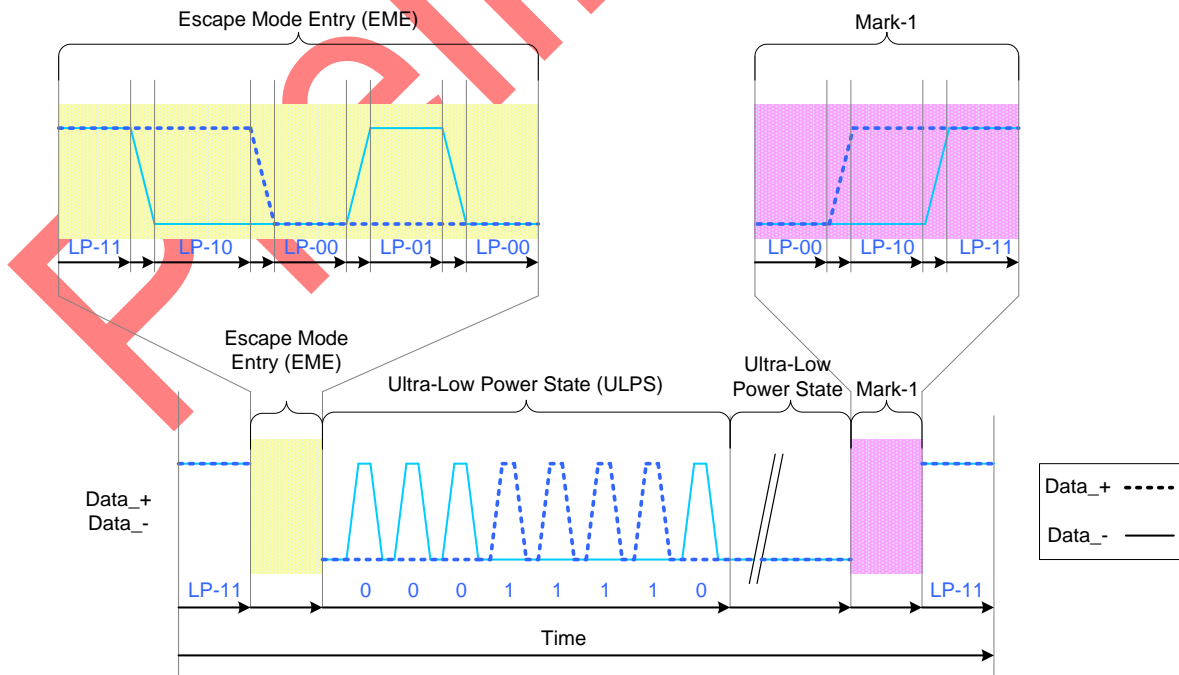 Escape Mode Entry (EME)
Mark-1
LP-11 LP-10 LP-00 LP-01 LP-00
LP-00 LP-10 LP-11
Escape Mode
Entry (EME)
Ultra-Low Power State (ULPS)
Ultra-Low
Power State
Mark-1
Data_+
Data_-
LP-11
0 0 0 1 1 1 1 0
LP-11
Time
Data_+
Data_-